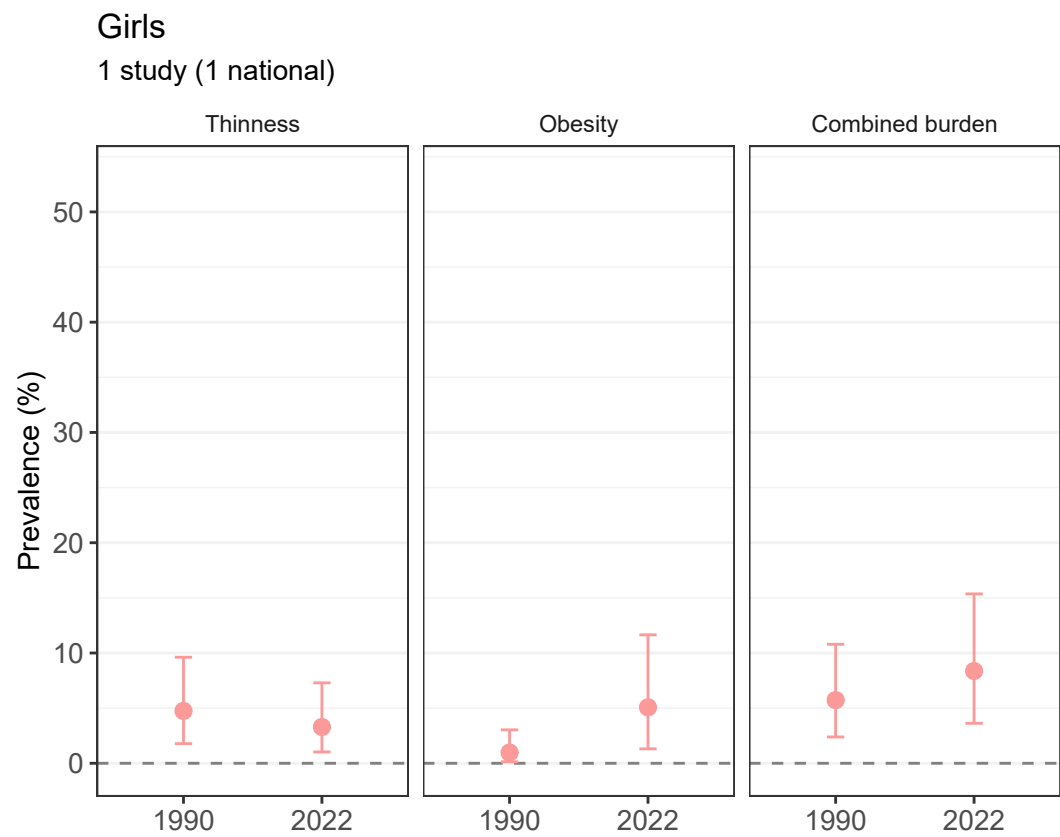 Girls
1 study (1 national)
Thinness
Obesity
Combined burden
Prevalence (%)
50
40
30
20
10
0
1990
2022
1990
2022
1990
2022